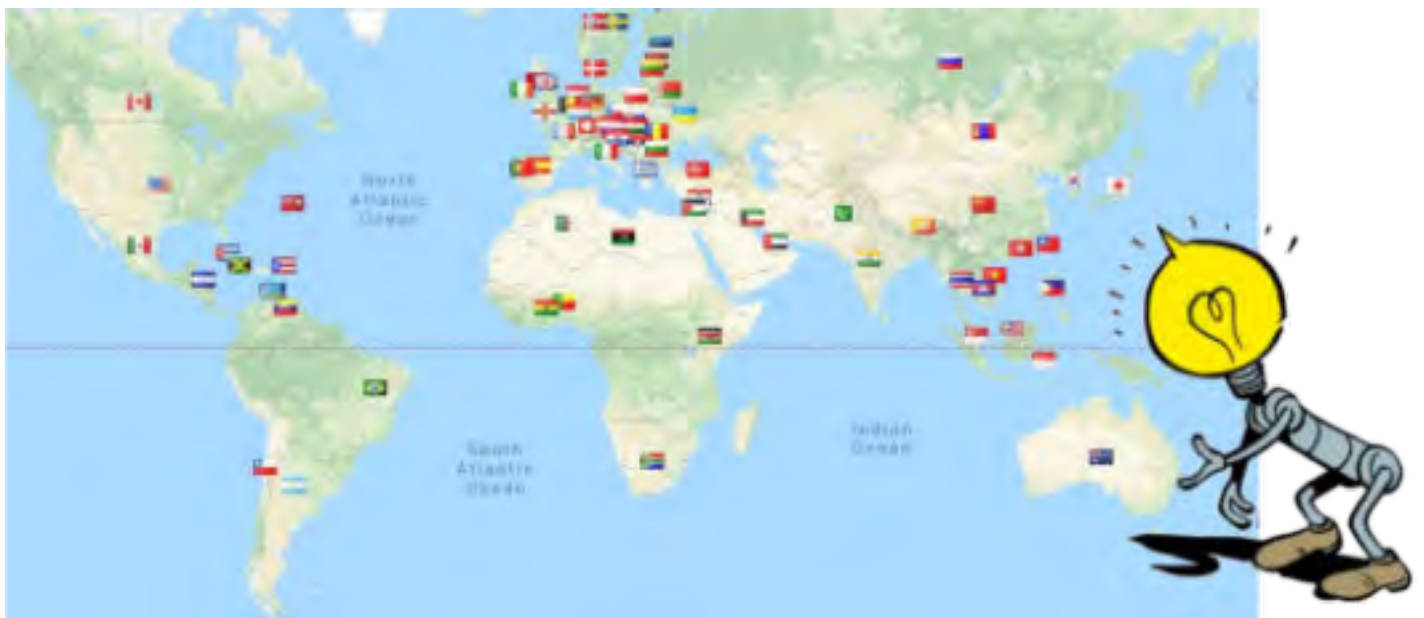 North
Atlantic
Ocean
South
Atlantic
Ocean
Indian
Ocean